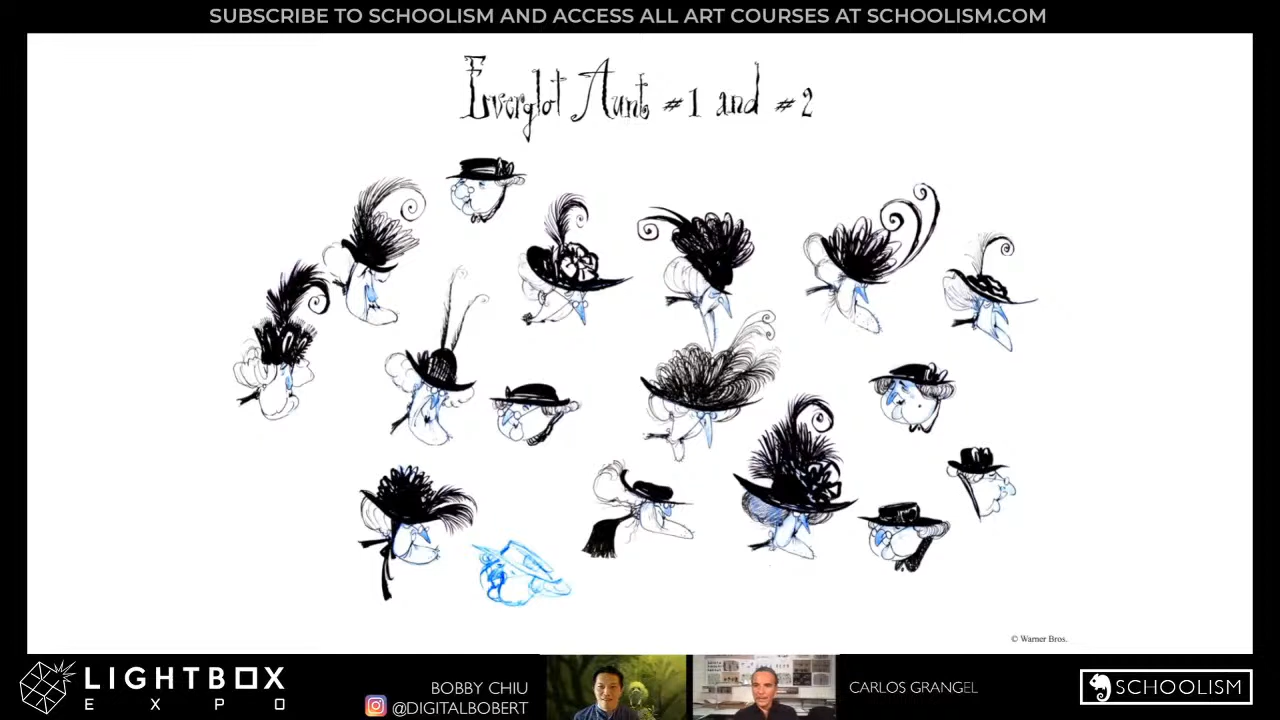 SUBSCRIBE TO SCHOOLISM AND ACCESS ALL ART COURSES AT SCHOOLISM.COM
Everglot Aunt #1 and #2
© Warner Bros.
LIGHTBOX
EXPO
BOBBY CHIU
@DIGITALBOBERT
CARLOS GRANGEL
SCHOOLISM